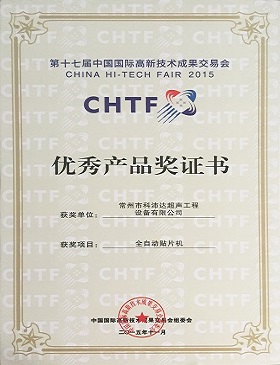 第十七届中国国际高新技术成果交易会
CHINA HI-TECH FAIR 2015
CHTF
优秀产品奖证书
获奖单位: 常州市科沛达超声工程
设备有限公司
获奖项目: 全自动贴片机
中国国际高新技术成果交易会组委会
二〇一五年十一月